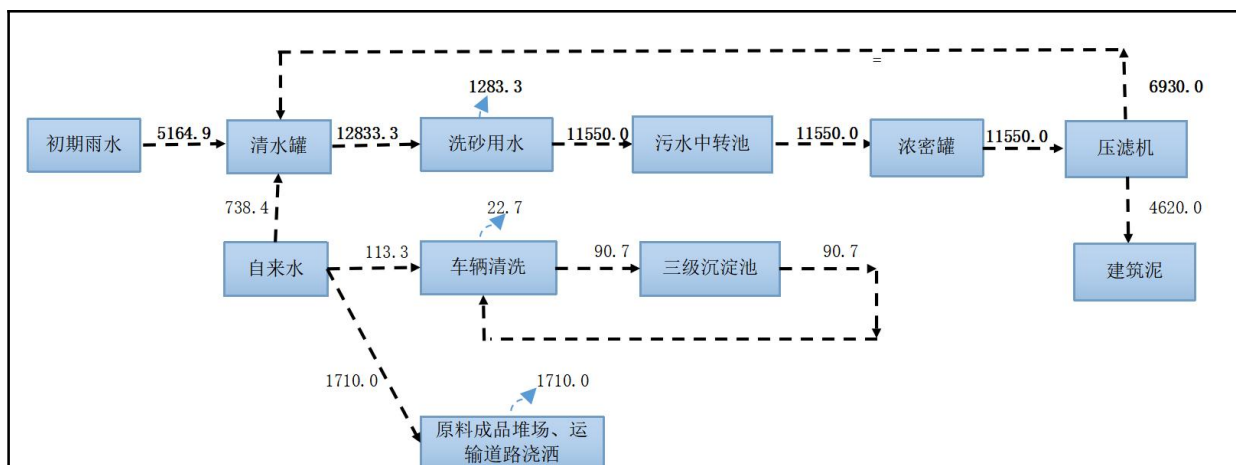 =
6930.0
1283.3
初期雨水
5164.9
清水罐
12833.3
洗砂用水
11550.0
污水中转池
11550.0
浓密罐
11550.0
压滤机
738.4
22.7
4620.0
自来水
113.3
车辆清洗
90.7
三级沉淀池
90.7
建筑泥
1710.0
1710.0
原料成品堆场、运
输道路浇洒